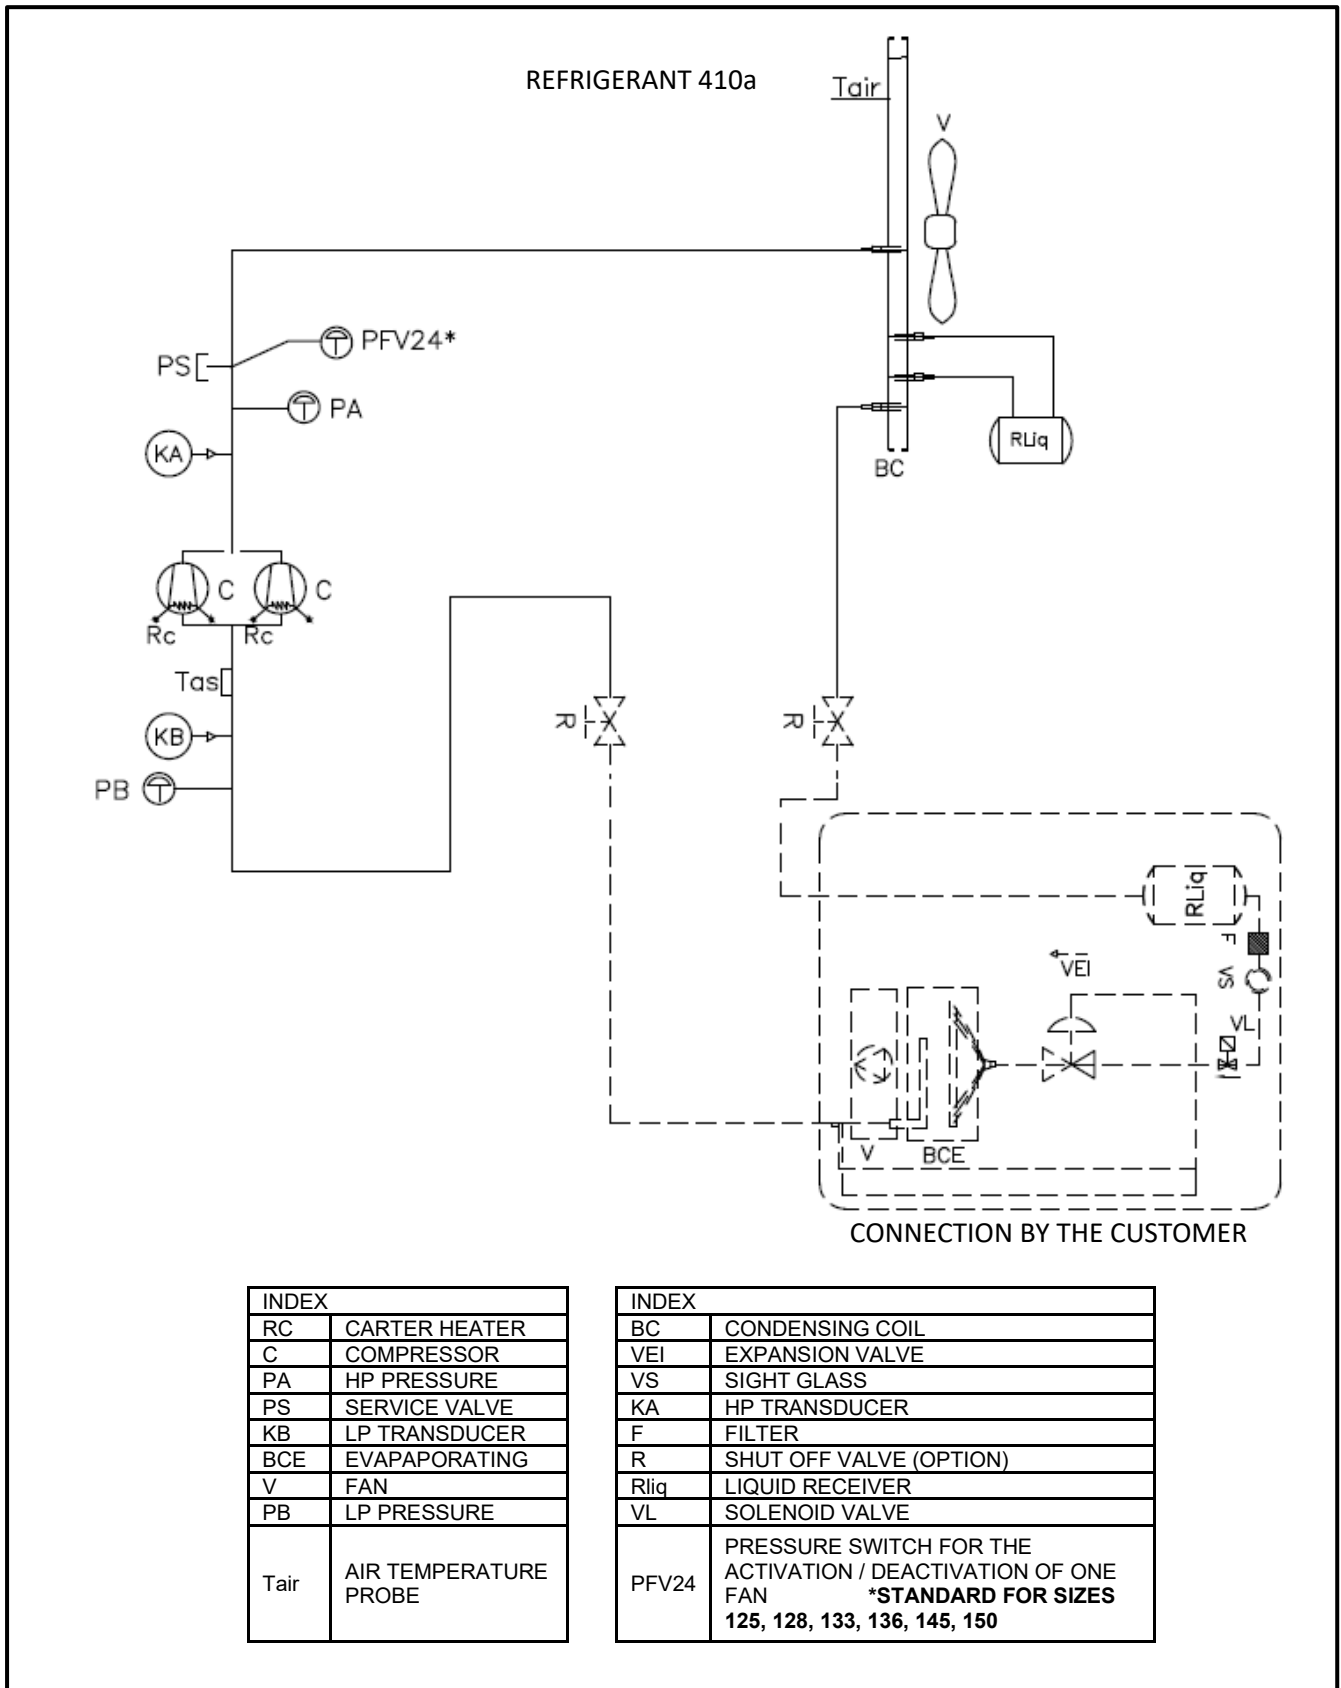 REFRIGERANT 410a
Tair
V
PFV24*
PS
PA
KA
BC
RLiq
C
C
Rc
Rc
Tas
R
R
KB
PB
RLiq
F
VEI
VS
VL
V
BCE
CONNECTION BY THE CUSTOMER
INDEX
RC CARTER HEATER
C COMPRESSOR
PA HP PRESSURE
PS SERVICE VALVE
KB LP TRANSDUCER
BCE EVAPAPORATING
V FAN
PB LP PRESSURE
Tair AIR TEMPERATURE
PROBE
INDEX
BC CONDENSING COIL
VEI EXPANSION VALVE
VS SIGHT GLASS
KA HP TRANSDUCER
F FILTER
R SHUT OFF VALVE (OPTION)
Rliq LIQUID RECEIVER
VL SOLENOID VALVE
PFV24 PRESSURE SWITCH FOR THE
ACTIVATION / DEACTIVATION OF ONE
FAN *STANDARD FOR SIZES
125, 128, 133, 136, 145, 150